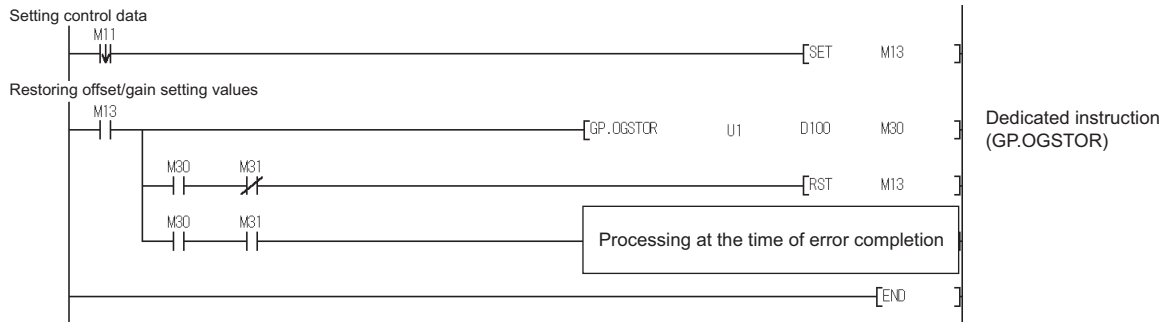 Setting control data
M11
SET M13
Restoring offset/gain setting values
M13
GP.OGSTOR U1 D100 M30
Dedicated instruction
(GP.OGSTOR)
M30 M31
RST M13
M30 M31
Processing at the time of error completion
END